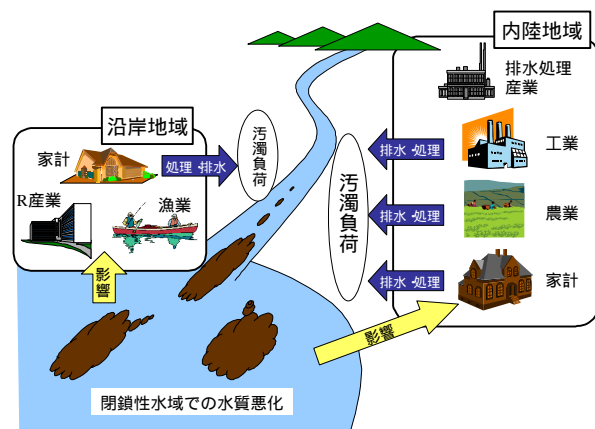 内陸地域
排水処理
産業
沿岸地域
汚濁負荷
家計
処理・排水
排水・処理
工業
汚濁負荷
R産業
漁業
排水・処理
農業
影響
排水・処理
家計
影響
閉鎖性水域での水質悪化